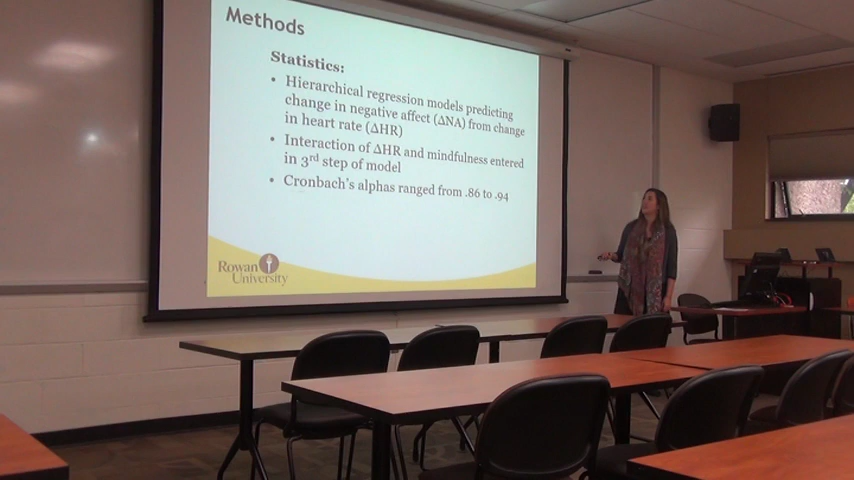 Methods
Statistics:
• Hierarchical regression models predicting
change in negative affect (ΔNA) from change
in heart rate (ΔHR)
• Interaction of ΔHR and mindfulness entered
in 3rd step of model
• Cronbach's alphas ranged from .86 to .94
Rowan
University